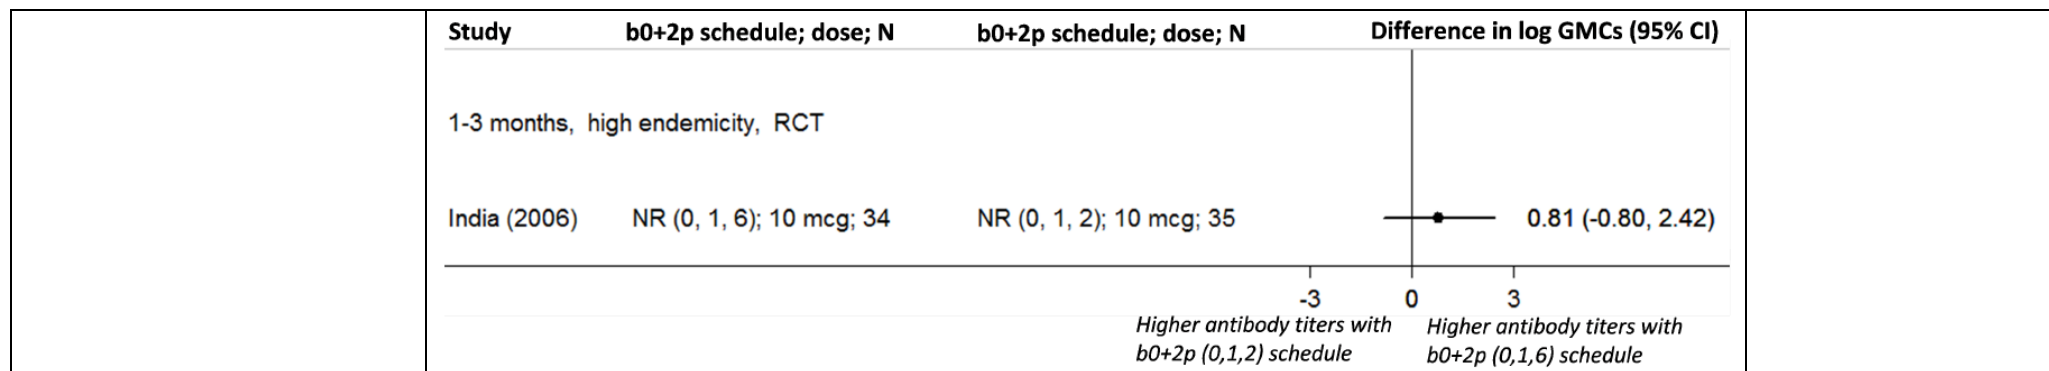 Study b0+2p schedule; dose; N b0+2p schedule; dose; N Difference in log GMCs (95% CI)
1-3 months, high endemicity, RCT
India (2006) NR (0, 1, 6); 10 mcg; 34 NR (0, 1, 2); 10 mcg; 35 0.81 (-0.80, 2.42)
-3 0 3
Higher antibody titers with Higher antibody titers with
b0+2p (0,1,2) schedule b0+2p (0,1,6) schedule